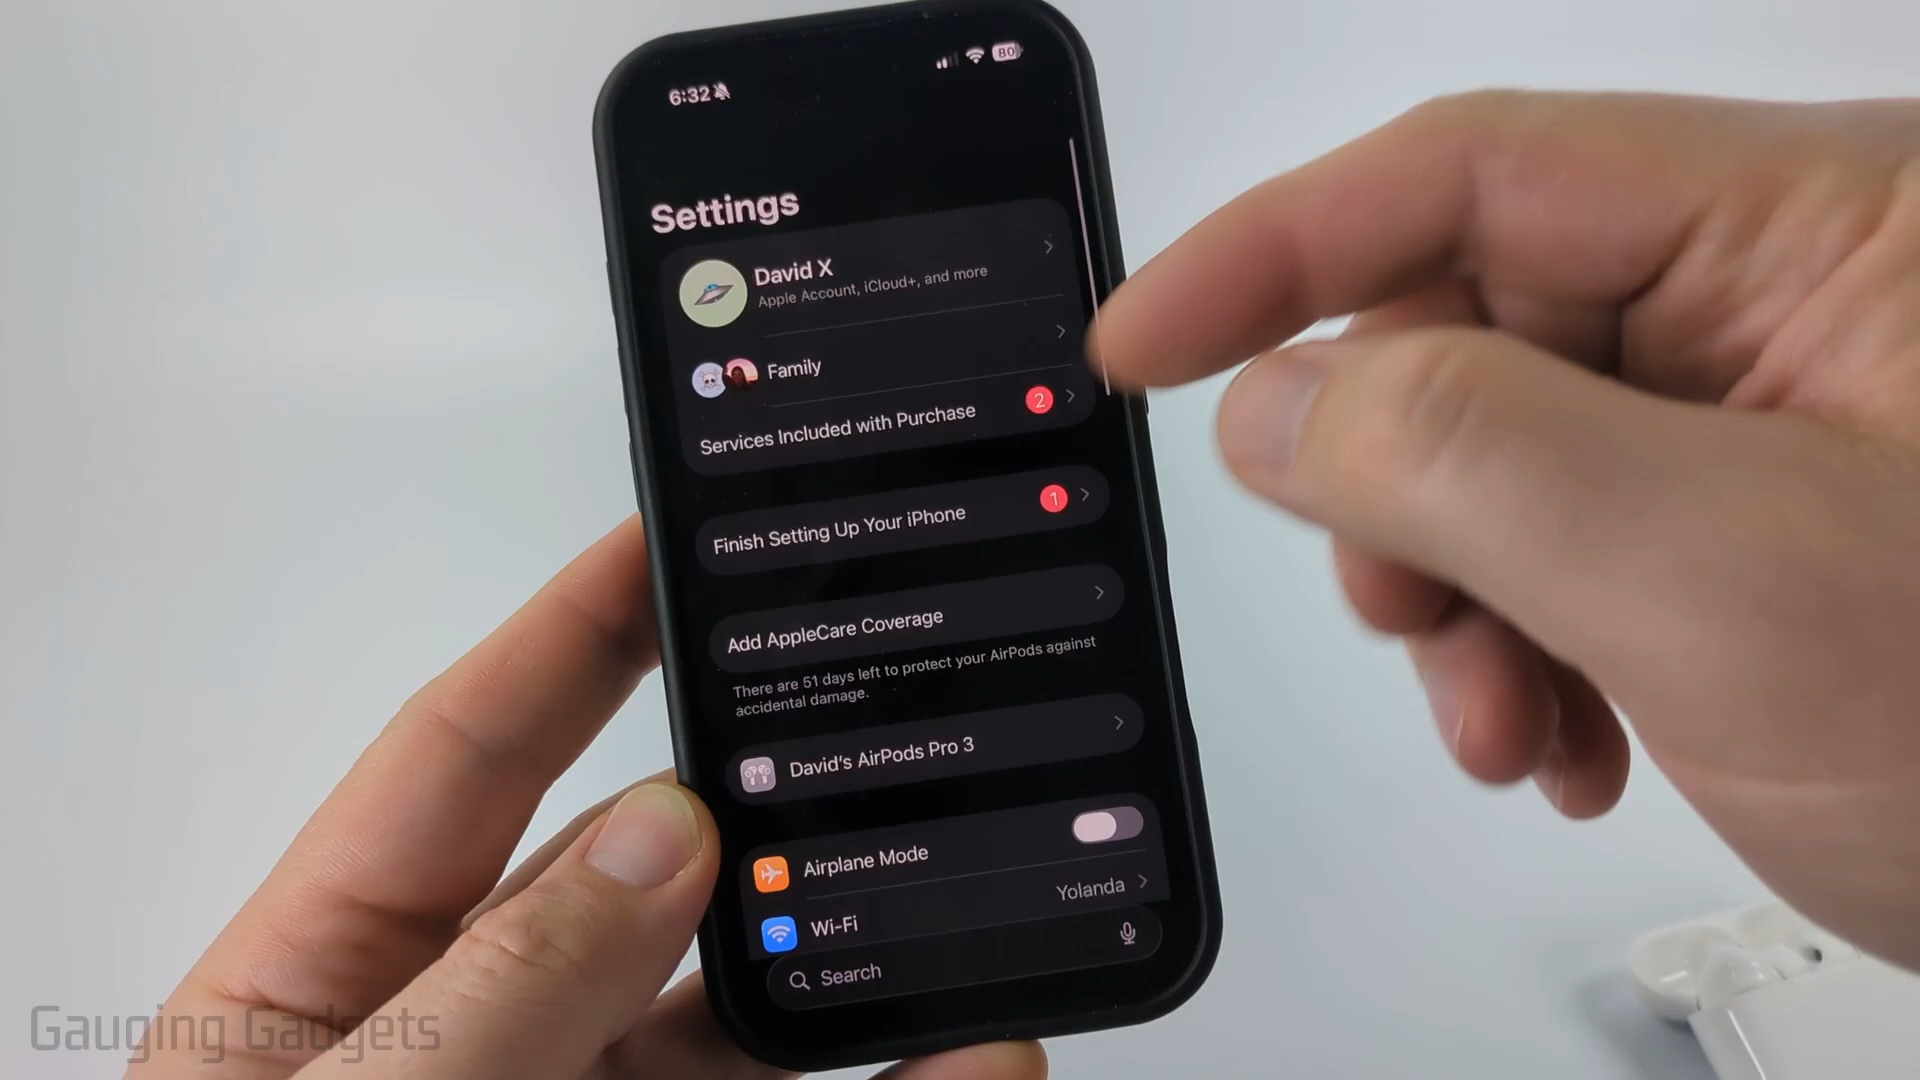 6:32
80
Settings
David X
Apple Account, iCloud+, and more
Family
Services Included with Purchase
2
Finish Setting Up Your iPhone
1
Add AppleCare Coverage
There are 51 days left to protect your AirPods against
accidental damage.
David's AirPods Pro 3
Airplane Mode
Wi-Fi
Yolanda
Search
Gauging Gadgets